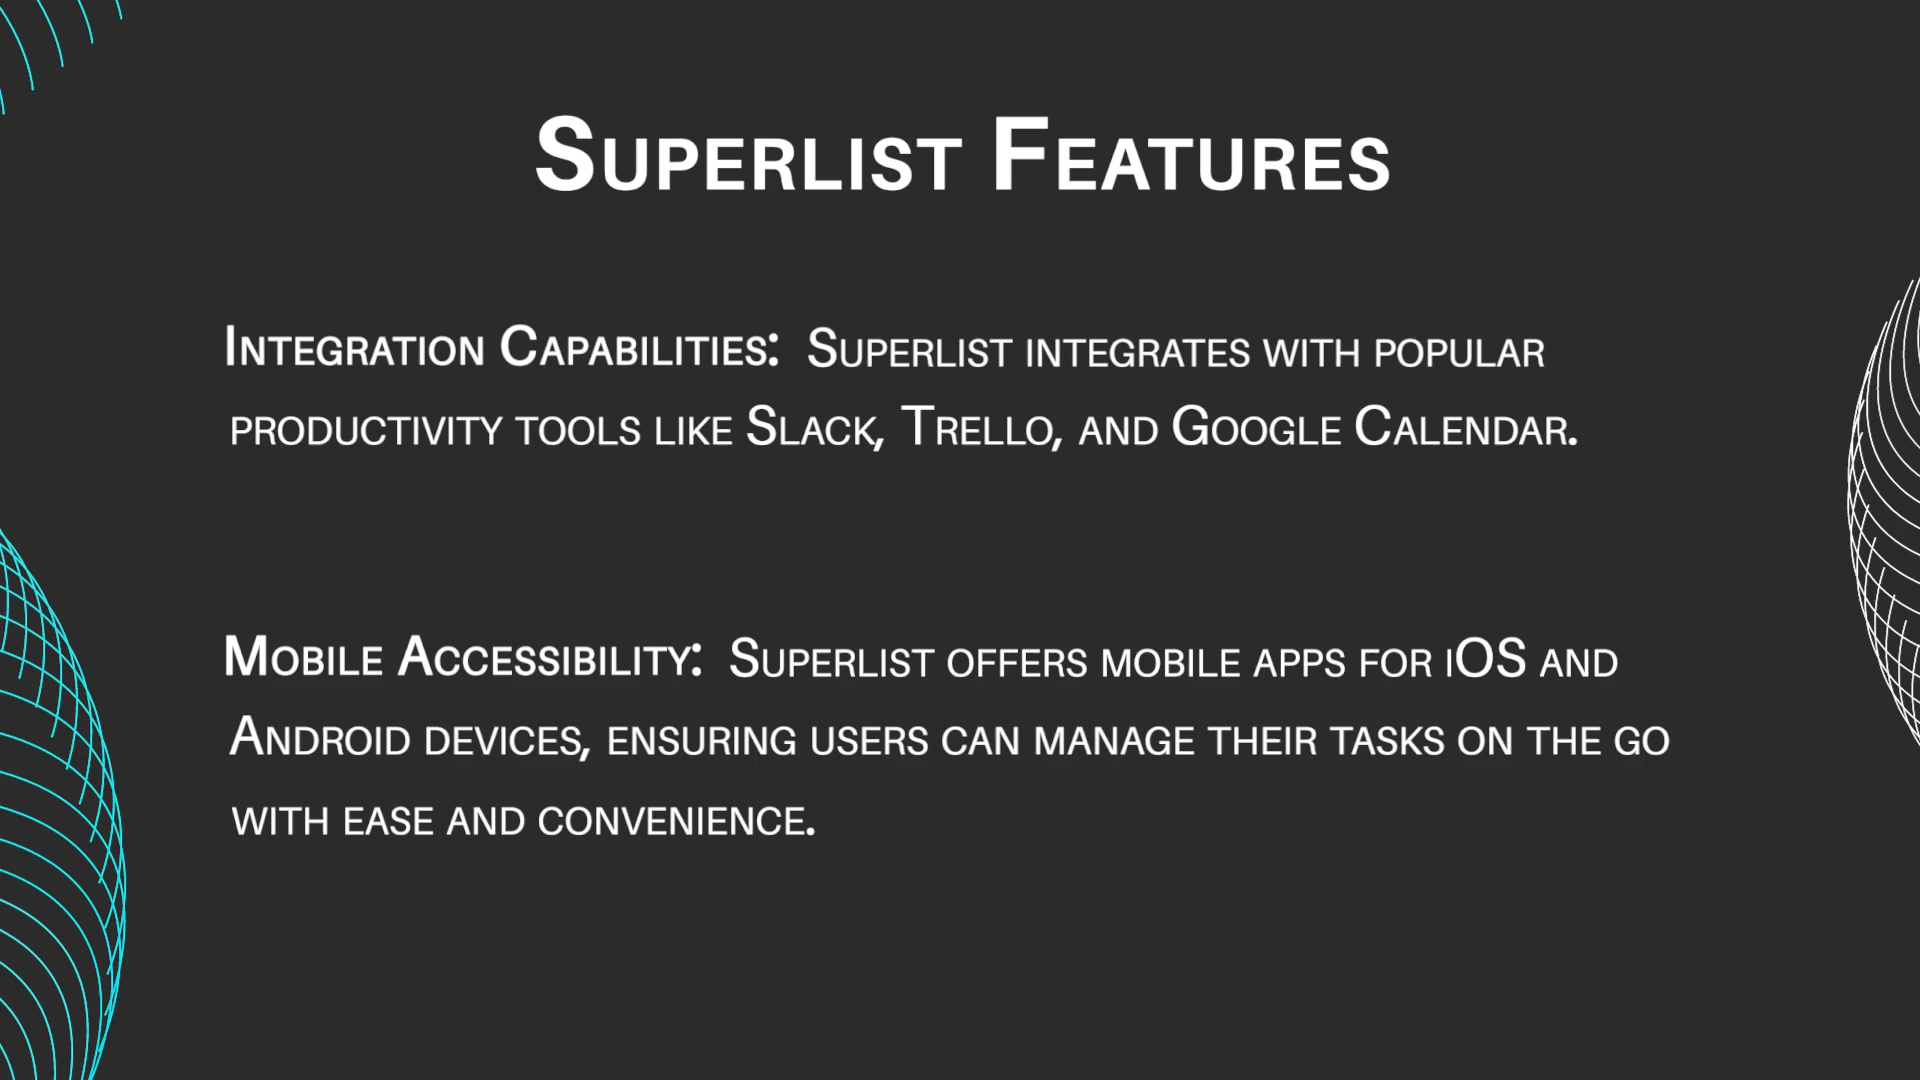 Superlist Features
Integration Capabilities: Superlist integrates with popular
productivity tools like Slack, Trello, and Google Calendar.
Mobile Accessibility: Superlist offers mobile apps for iOS and
Android devices, ensuring users can manage their tasks on the go
with ease and convenience.